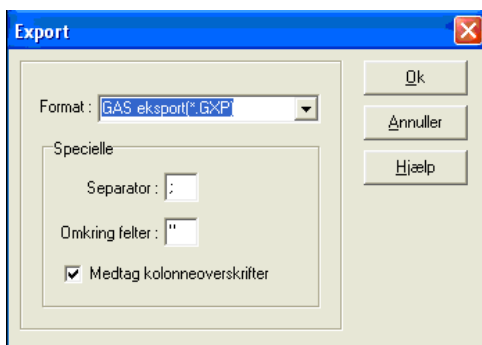 Export
Format : GAS eksport(*.GXP)
Specielle
Separator : ;
Omkring felter : "
Medtag kolonneoverskrifter
Ok
Annuller
Hjælp